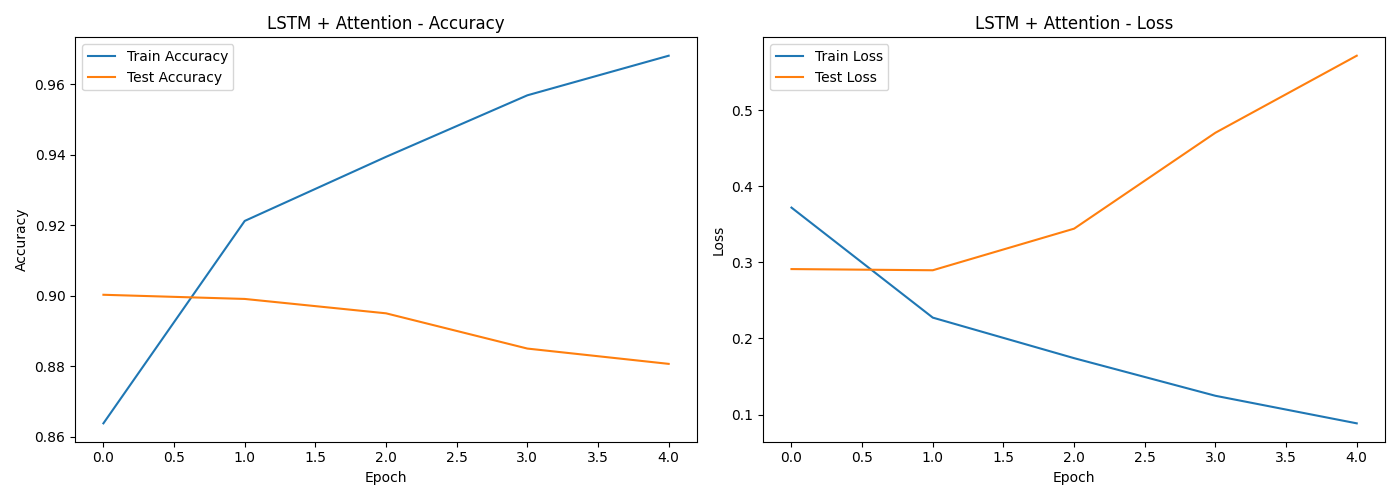 LSTM + Attention - Accuracy
Train Accuracy
Test Accuracy
Accuracy
0.96
0.94
0.92
0.90
0.88
0.86
0.0 0.5 1.0 1.5 2.0 2.5 3.0 3.5 4.0
Epoch
LSTM + Attention - Loss
Train Loss
Test Loss
Loss
0.5
0.4
0.3
0.2
0.1
0.0 0.5 1.0 1.5 2.0 2.5 3.0 3.5 4.0
Epoch